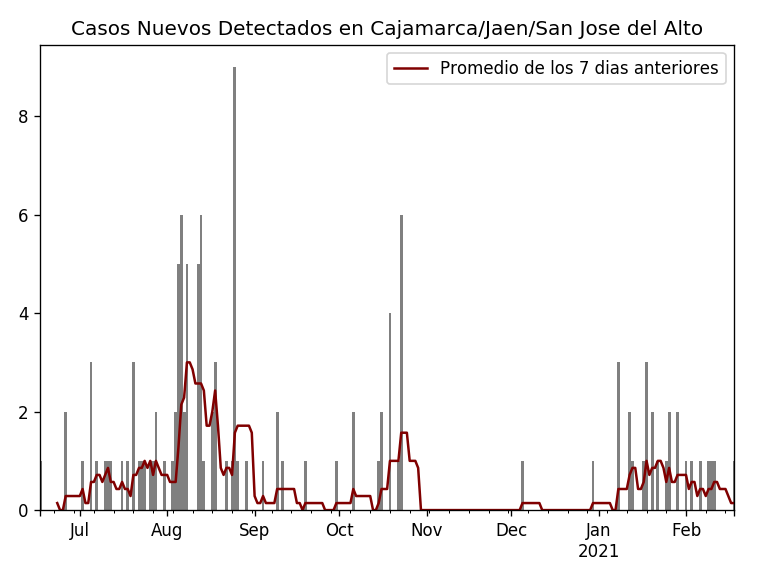 Casos Nuevos Detectados en Cajamarca/Jaen/San Jose del Alto
Promedio de los 7 dias anteriores
8
6
4
2
0
Jul Aug Sep Oct Nov Dec Jan Feb
2021